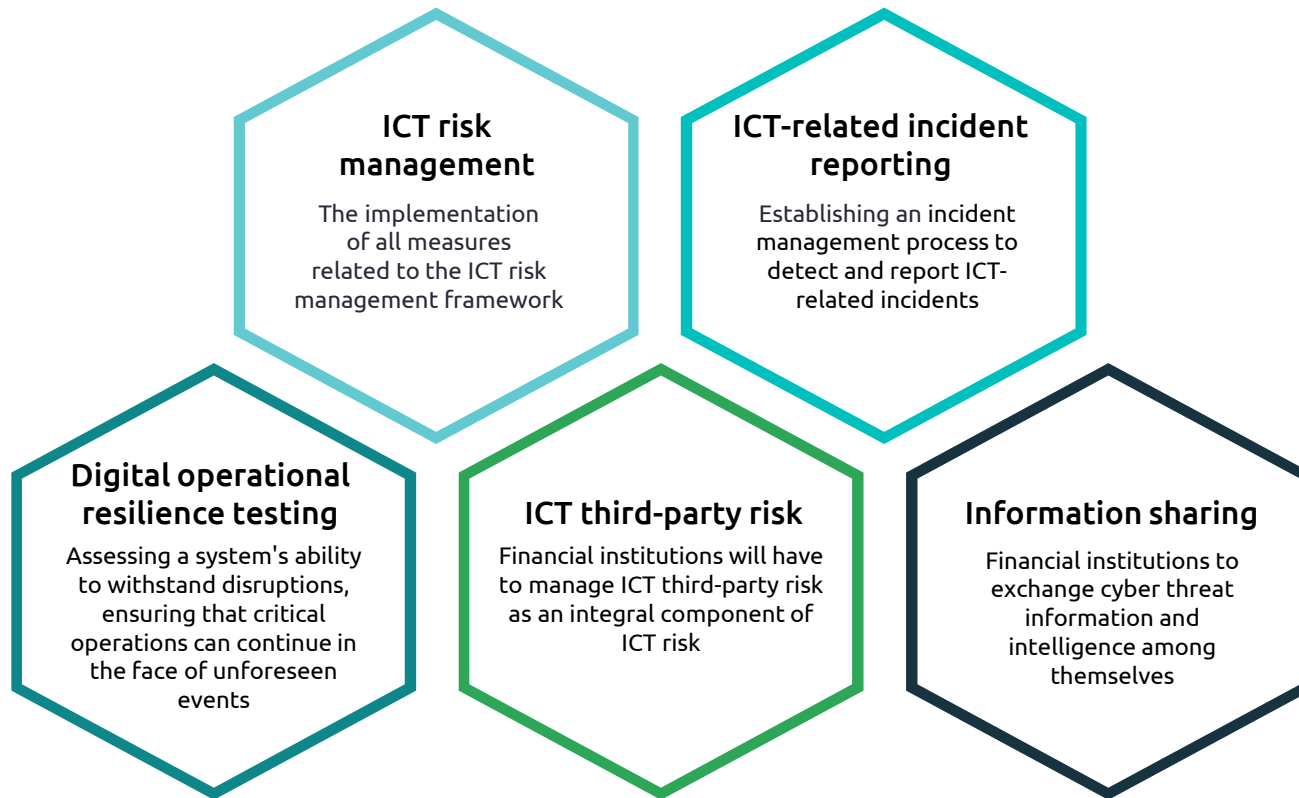 ICT risk
management
The implementation
of all measures
related to the ICT risk
management framework
ICT-related incident
reporting
Establishing an incident
management process to
detect and report ICT-
related incidents
Digital operational
resilience testing
Assessing a system's ability
to withstand disruptions,
ensuring that critical
operations can continue in
the face of unforeseen
events
ICT third-party risk
Financial institutions will have
to manage ICT third-party risk
as an integral component of
ICT risk
Information sharing
Financial institutions to
exchange cyber threat
information and
intelligence among
themselves